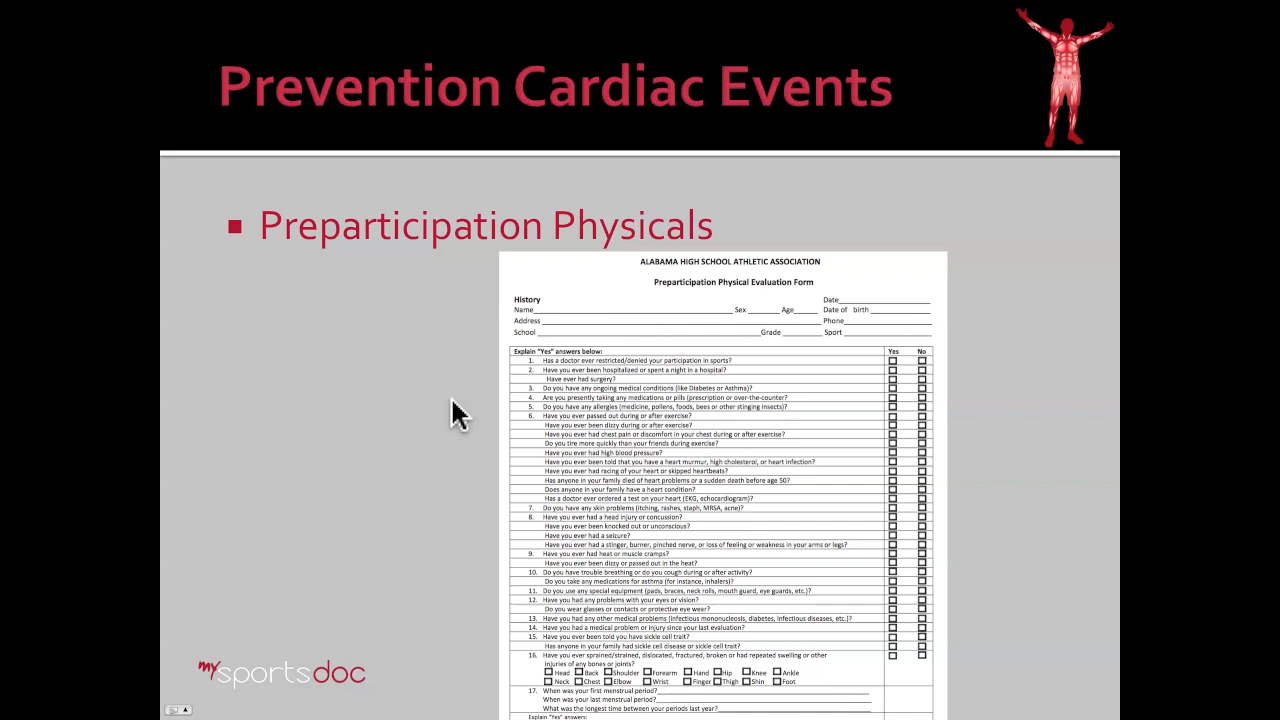 Prevention Cardiac Events
Preparticipation Physicals
ALABAMA HIGH SCHOOL ATHLETIC ASSOCIATION
Preparticipation Physical Evaluation Form
History Date
Name Sex Age Date of birth
Address Phone
School Grade Sport
Explain "Yes" answers below: Yes No
1. Has a doctor ever restricted/denied your participation in sports?
2. Have you ever been hospitalized or spent a night in a hospital?
Have ever had surgery?
3. Do you have any ongoing medical conditions (like Diabetes or Asthma)?
4. Are you presently taking any medications or pills (prescription or over-the-counter?
5. Do you have any allergies (medicine, pollens, foods, bees or other stinging insects)?
6. Have you ever passed out during or after exercise?
Have you ever been dizzy during or after exercise?
Have you ever had chest pain or discomfort in your chest during or after exercise?
Do you tire more quickly than your friends during exercise?
Have you ever had high blood pressure?
Have you ever been told that you have a heart murmur, high cholesterol, or heart infection?
Have you ever had racing of your heart or skipped heartbeats?
Has anyone in your family died of heart problems or a sudden death before age 50?
Does anyone in your family have a heart condition?
Has a doctor ever ordered a test on your heart (EKG, echocardiogram)?
7. Do you have any skin problems (itching, rashes, staph, MRSA, acne)?
8. Have you ever had a head injury or concussion?
Have you ever been knocked out or unconscious?
Have you ever had a seizure?
Have you ever had a stinger, burner, pinched nerve, or loss of feeling or weakness in your arms or legs?
9. Have you ever had heat or muscle cramps?
Have you ever been dizzy or passed out in the heat?
10. Do you have trouble breathing or do you cough during or after activity?
Do you take any medications for asthma (for instance, inhalers)?
11. Do you use any special equipment (pads, braces, neck rolls, mouth guard, eye guards, etc.)?
12. Have you had any problems with your eyes or vision?
Do you wear glasses or contacts or protective eye wear?
13. Have you had any other medical problems (infectious mononucleosis, diabetes, infectious diseases, etc.)?
14. Have you had a medical problem or injury since your last evaluation?
15. Have you ever been told you have sickle cell trait?
Has anyone in your family had sickle cell disease or sickle cell trait?
16. Have you ever sprained/strained, dislocated, fractured, broken or had repeated swelling or other
injuries of any bones or joints?
Head Back Shoulder Forearm Hand Hip Knee Ankle
Neck Chest Elbow Wrist Finger Thigh Shin Foot
17. When was your first menstrual period?
When was your last menstrual period?
What was the longest time between your periods last year?
Explain "Yes" answers:
mysportsdoc